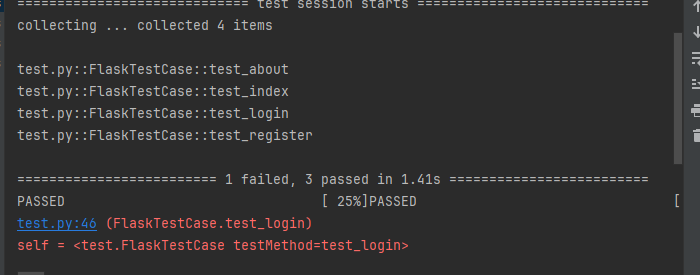 ============================= test session starts =============================
collecting ... collected 4 items
test.py::FlaskTestCase::test_about
test.py::FlaskTestCase::test_index
test.py::FlaskTestCase::test_login
test.py::FlaskTestCase::test_register
========================= 1 failed, 3 passed in 1.41s =========================
PASSED [ 25%]PASSED [
test.py:46 (FlaskTestCase.test_login)
self = <test.FlaskTestCase testMethod=test_login>